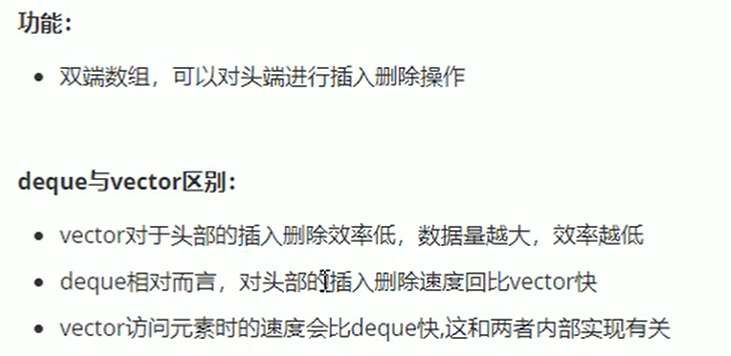 功能：
双端数组，可以对头端进行插入删除操作
deque与vector区别：
vector对于头部的插入删除效率低，数据量越大，效率越低
deque相对而言，对头部的插入删除速度回比vector快
vector访问元素时的速度会比deque快,这和两者内部实现有关